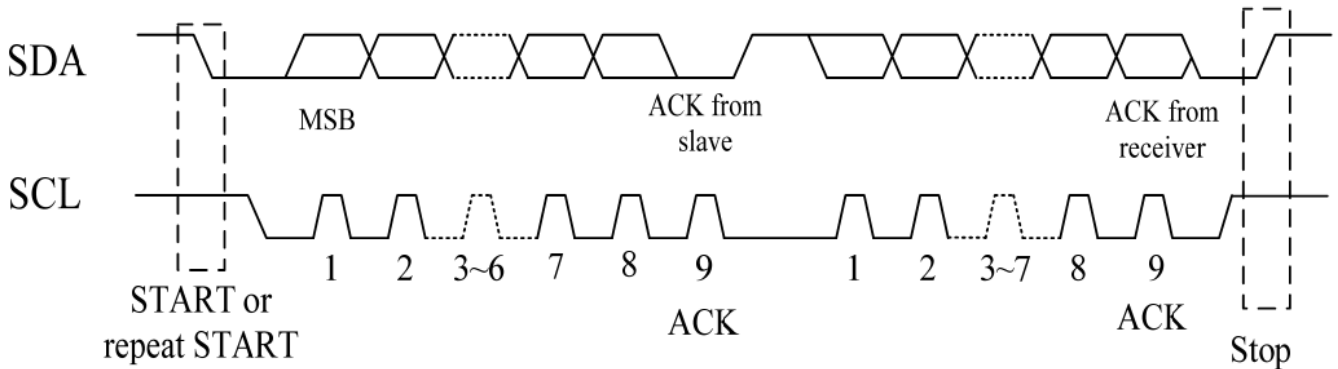 SDA
MSB
ACK from
slave
ACK from
receiver
SCL
1 2 3~6 7 8 9 1 2 3~7 8 9
START or
repeat START
ACK
ACK
Stop